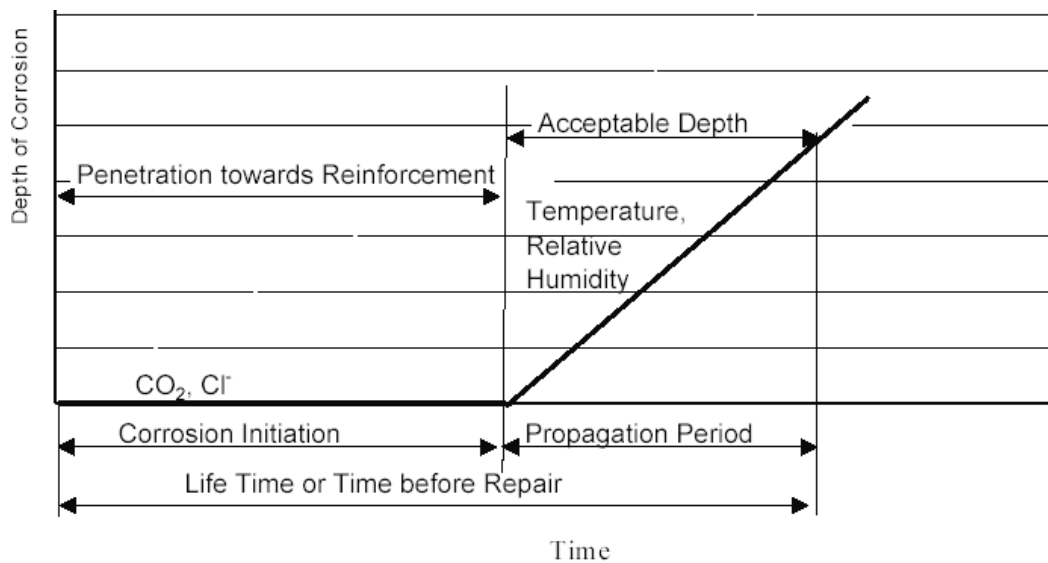 Depth of Corrosion
Acceptable Depth
Penetration towards Reinforcement
Temperature,
Relative
Humidity
CO₂, Cl⁻
Corrosion Initiation
Propagation Period
Life Time or Time before Repair
Time